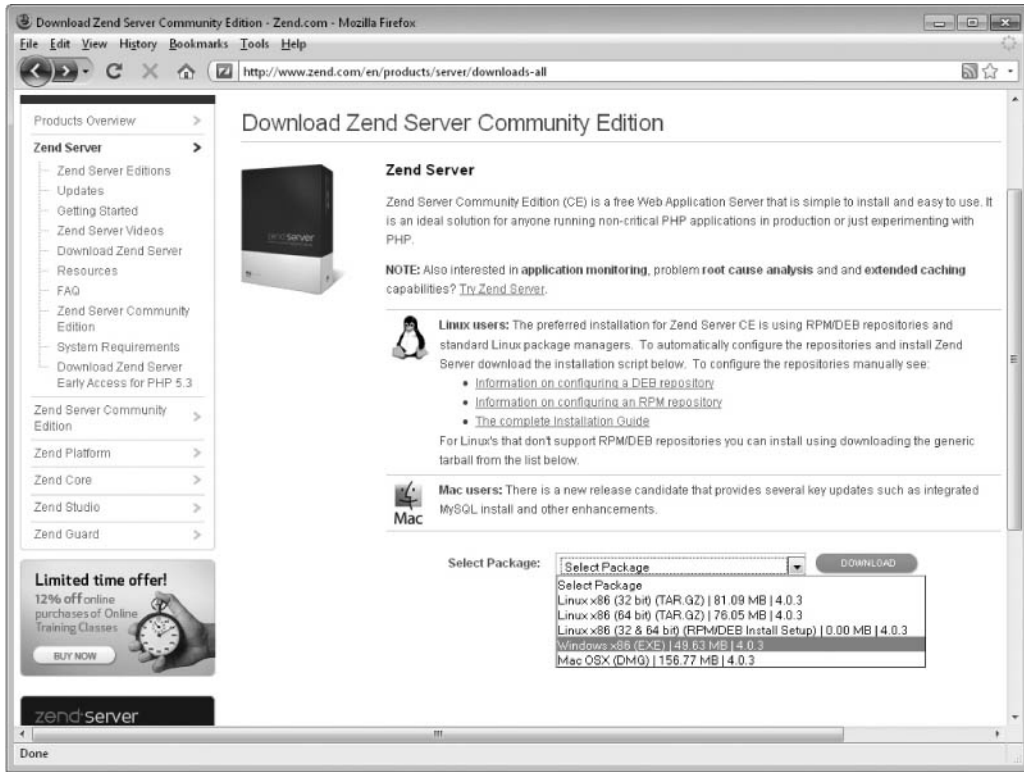 Download Zend Server Community Edition - Zend.com - Mozilla Firefox
File Edit View History Bookmarks Tools Help
http://www.zend.com/en/products/server/downloads-all
Products Overview
Zend Server
Zend Server Editions
Updates
Getting Started
Zend Server Videos
Download Zend Server
Resources
FAQ
Zend Server Community
Edition
System Requirements
Download Zend Server
Early Access for PHP 5.3
Zend Server Community
Edition
Zend Platform
Zend Core
Zend Studio
Zend Guard
Limited time offer!
12% off online
purchases of Online
Training Classes
BUY NOW
zend server
Download Zend Server Community Edition
zend server
Zend Server
Zend Server Community Edition (CE) is a free Web Application Server that is simple to install and easy to use. It
is an ideal solution for anyone running non-critical PHP applications in production or just experimenting with
PHP.
NOTE: Also interested in application monitoring, problem root cause analysis and and extended caching
capabilities? Try Zend Server.
Linux users: The preferred installation for Zend Server CE is using RPM/DEB repositories and
standard Linux package managers. To automatically configure the repositories and install Zend
Server download the installation script below. To configure the repositories manually see:
• Information on configuring a DEB repository
• Information on configuring an RPM repository
• The complete Installation Guide
For Linux's that don't support RPM/DEB repositories you can install using downloading the generic
tarball from the list below.
Mac users: There is a new release candidate that provides several key updates such as integrated
MySQL install and other enhancements.
Mac
Select Package: Select Package DOWNLOAD
Select Package
Linux x86 (32 bit) (TAR.GZ) | 81.09 MB | 4.0.3
Linux x86 (64 bit) (TAR.GZ) | 76.05 MB | 4.0.3
Linux x86 (32 & 64 bit) (RPM/DEB Install Setup) | 0.00 MB | 4.0.3
Windows x86 (EXE) | 49.63 MB | 4.0.3
Mac OSX (DMG) | 156.77 MB | 4.0.3
Done